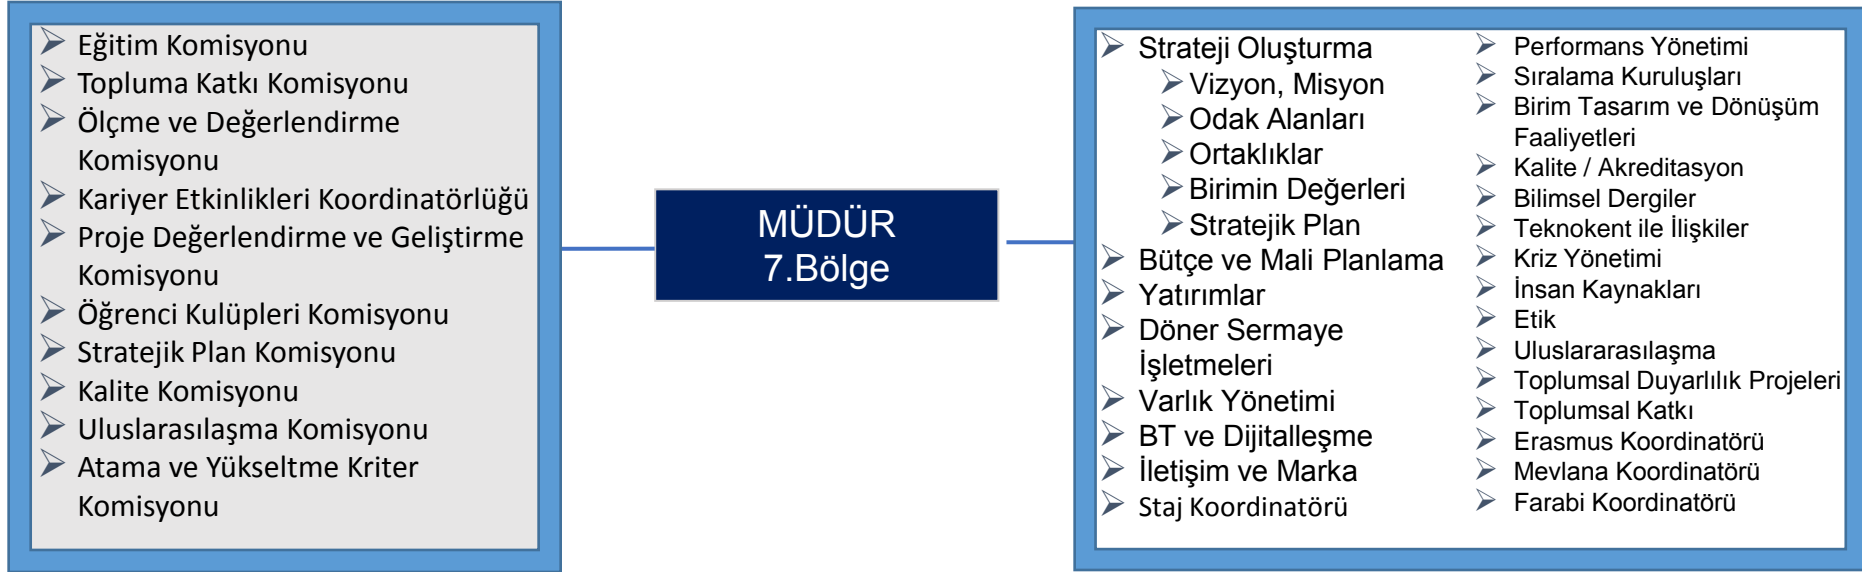 Eğitim Komisyonu
Topluma Katkı Komisyonu
Ölçme ve Değerlendirme
Komisyonu
Kariyer Etkinlikleri Koordinatörlüğü
Proje Değerlendirme ve Geliştirme
Komisyonu
Öğrenci Kulüpleri Komisyonu
Stratejik Plan Komisyonu
Kalite Komisyonu
Uluslarasılaşma Komisyonu
Atama ve Yükseltme Kriter
Komisyonu
MÜDÜR
7.Bölge
Strateji Oluşturma
Vizyon, Misyon
Odak Alanları
Ortaklıklar
Birimin Değerleri
Stratejik Plan
Bütçe ve Mali Planlama
Yatırımlar
Döner Sermaye
İşletmeleri
Varlık Yönetimi
BT ve Dijitalleşme
İletişim ve Marka
Staj Koordinatörü
Performans Yönetimi
Sıralama Kuruluşları
Birim Tasarım ve Dönüşüm
Faaliyetleri
Kalite / Akreditasyon
Bilimsel Dergiler
Teknokent ile İlişkiler
Kriz Yönetimi
İnsan Kaynakları
Etik
Uluslararasılaşma
Toplumsal Duyarlılık Projeleri
Toplumsal Katkı
Erasmus Koordinatörü
Mevlana Koordinatörü
Farabi Koordinatörü